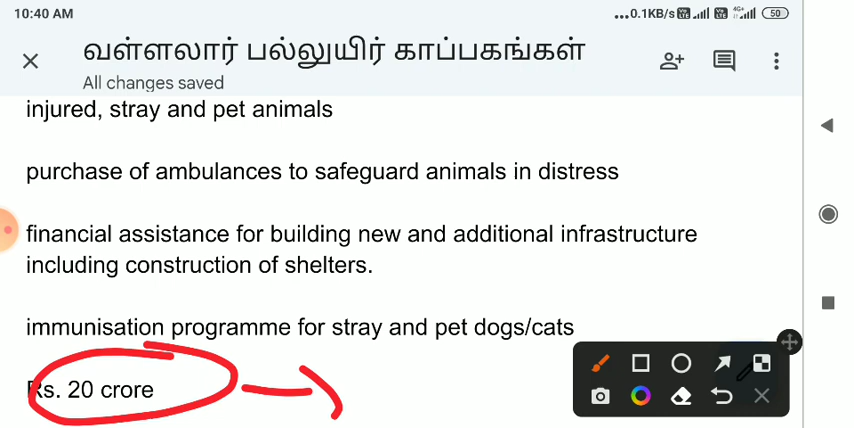 10:40 AM
...0.1KB/s 4G+ 50
வள்ளலார் பல்லுயிர் காப்பகங்கள்
All changes saved
injured, stray and pet animals
purchase of ambulances to safeguard animals in distress
financial assistance for building new and additional infrastructure
including construction of shelters.
immunisation programme for stray and pet dogs/cats
Rs. 20 crore